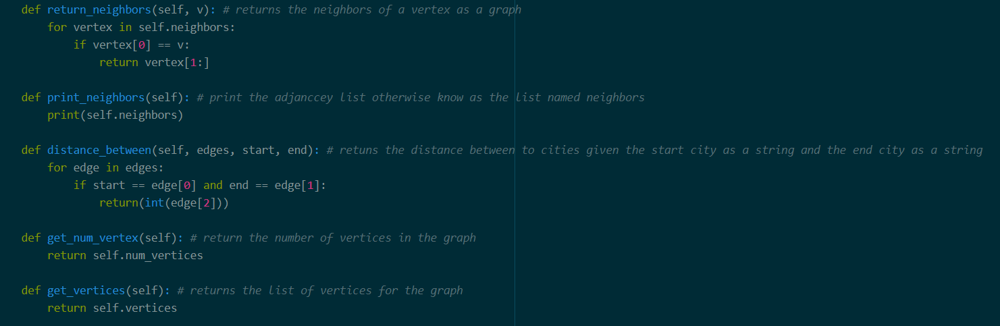 def return_neighbors(self, v): # returns the neighbors of a vertex as a graph
    for vertex in self.neighbors:
        if vertex[0] == v:
            return vertex[1:]
def print_neighbors(self): # print the adjanccey list otherwise know as the list named neighbors
    print(self.neighbors)
def distance_between(self, edges, start, end): # retuns the distance between to cities given the start city as a string and the end city as a string
    for edge in edges:
        if start == edge[0] and end == edge[1]:
            return(int(edge[2]))
def get_num_vertex(self): # return the number of vertices in the graph
    return self.num_vertices
def get_vertices(self): # returns the list of vertices for the graph
    return self.vertices